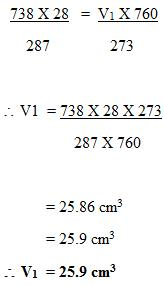 738 X 28 = V₁ X 760
287 273
∴ V1 = 738 X 28 X 273
287 X 760
= 25.86 cm³
= 25.9 cm³
∴ V₁ = 25.9 cm³